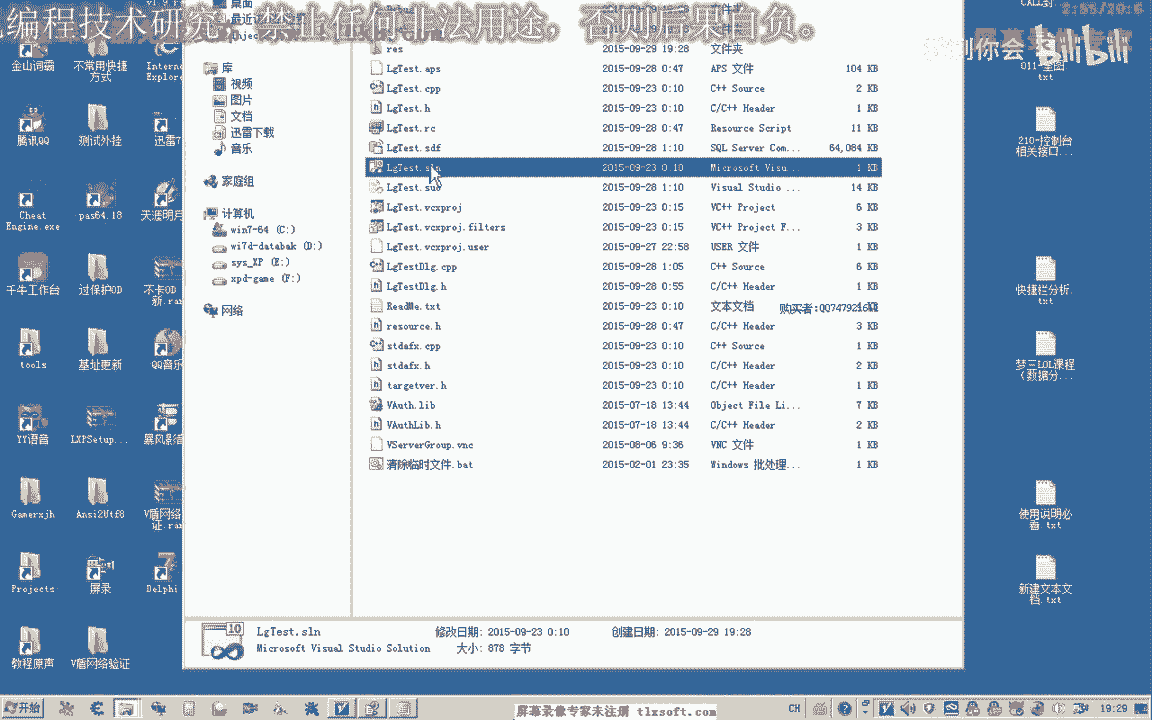 编程技术研究，禁止任何非法用途。否则后果自负。
bilibili
金山词霸
不常用快捷方式
Intern Explor
腾讯QQ
测试外挂
迅雷7
Cheat Engine.exe
pas64.18
天涯明月
千牛工作台
过保护OD
不卡OD 新.rar
tools
基址更新
QQ音乐
YY语音
LXPSetup...
暴风影音
Gamerxjh
Ansi2Utf8
V盾网络 证.rar
Projects
屏录
Delphi
教程原声
V盾网络验证
桌面
库
视频
图片
文档
迅雷下载
音乐
家庭组
计算机
win7-64 (C:)
wi7d-databak (D:)
sys_XP (E:)
xpd-game (F:)
网络
res 2015-09-29 19:28 文件夹
LgTest.aps 2015-09-28 0:47 APS 文件 104 KB
LgTest.cpp 2015-09-23 0:10 C++ Source 2 KB
LgTest.h 2015-09-23 0:10 C/C++ Header 1 KB
LgTest.rc 2015-09-28 0:47 Resource Script 11 KB
LgTest.sdf 2015-09-28 1:10 SQL Server Com... 64,084 KB
LgTest.sln 2015-09-23 0:10 Microsoft Visu... 1 KB
LgTest.suo 2015-09-28 1:10 Visual Studio ... 14 KB
LgTest.vcxproj 2015-09-23 0:15 VC++ Project 6 KB
LgTest.vcxproj.filters 2015-09-23 0:15 VC++ Project F... 3 KB
LgTest.vcxproj.user 2015-09-27 22:58 USER 文件 1 KB
LgTestDlg.cpp 2015-09-28 1:05 C++ Source 6 KB
LgTestDlg.h 2015-09-28 0:55 C/C++ Header 1 KB
ReadMe.txt 2015-09-23 0:10 文本文档
购买者:QQ7479216
resource.h 2015-09-28 0:47 C/C++ Header 3 KB
stdafx.cpp 2015-09-23 0:10 C++ Source 1 KB
stdafx.h 2015-09-23 0:10 C/C++ Header 2 KB
targetver.h 2015-09-23 0:10 C/C++ Header 1 KB
VAuth.lib 2015-07-18 13:44 Object File Li... 7 KB
VAuthLib.h 2015-07-18 13:44 C/C++ Header 2 KB
VServerGroup.vnc 2015-08-06 9:36 VNC 文件 1 KB
清除临时文件.bat 2015-02-01 23:35 Windows 批处理... 1 KB
LgTest.sln 修改日期: 2015-09-23 0:10 创建日期: 2015-09-29 19:28
Microsoft Visual Studio Solution 大小: 878 字节
210-控制台相关接口...
快捷栏分析.txt
梦三LOL课程（数据分...
使用说明必看.txt
新建文本文档.txt
开始
屏幕录像专家未注册 tlxsoft.com
CH
19:29